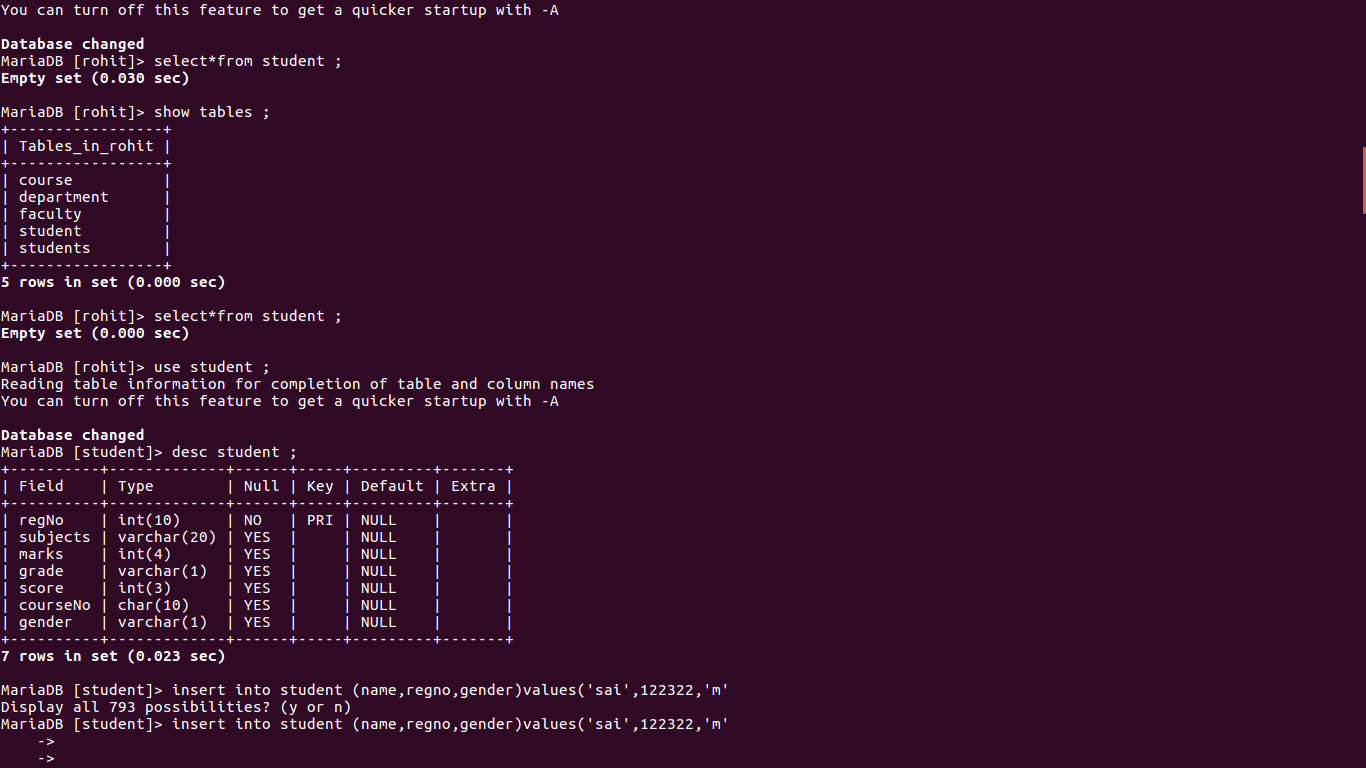 You can turn off this feature to get a quicker startup with -A

Database changed
MariaDB [rohit]> select*from student ;
Empty set (0.030 sec)

MariaDB [rohit]> show tables ;
+-----------------+
| Tables_in_rohit |
+-----------------+
| course          |
| department      |
| faculty         |
| student         |
| students        |
+-----------------+
5 rows in set (0.000 sec)

MariaDB [rohit]> select*from student ;
Empty set (0.000 sec)

MariaDB [rohit]> use student ;
Reading table information for completion of table and column names
You can turn off this feature to get a quicker startup with -A

Database changed
MariaDB [student]> desc student ;
+----------+-------------+------+-----+---------+-------+
| Field    | Type        | Null | Key | Default | Extra |
+----------+-------------+------+-----+---------+-------+
| regNo    | int(10)     | NO   | PRI | NULL    |       |
| subjects | varchar(20) | YES  |     | NULL    |       |
| marks    | int(4)      | YES  |     | NULL    |       |
| grade    | varchar(1)  | YES  |     | NULL    |       |
| score    | int(3)      | YES  |     | NULL    |       |
| courseNo | char(10)    | YES  |     | NULL    |       |
| gender   | varchar(1)  | YES  |     | NULL    |       |
+----------+-------------+------+-----+---------+-------+
7 rows in set (0.023 sec)

MariaDB [student]> insert into student (name,regno,gender)values('sai',122322,'m'
Display all 793 possibilities? (y or n)
MariaDB [student]> insert into student (name,regno,gender)values('sai',122322,'m'
    ->
    ->